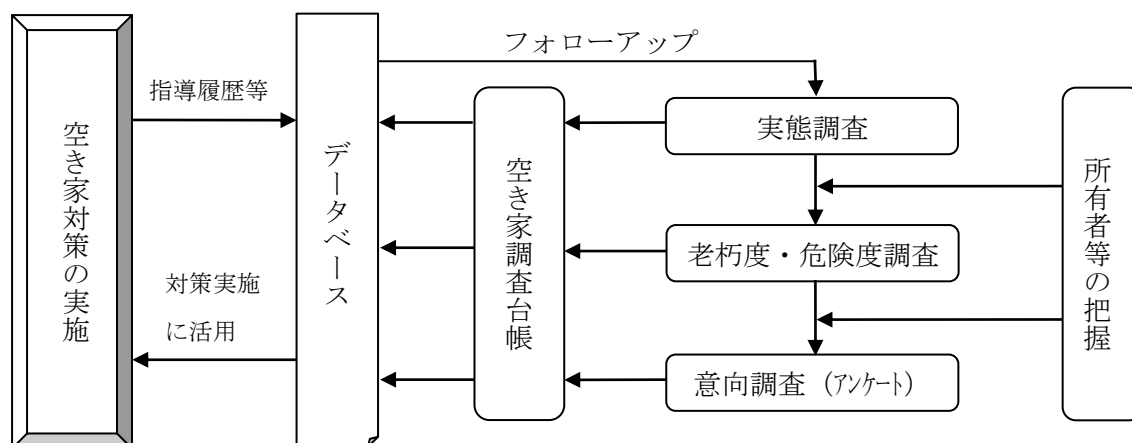 フォローアップ
指導履歴等
空き家対策の実施
データベース
空き家調査台帳
実態調査
所有者等の把握
老朽度・危険度調査
対策実施
に活用
意向調査（アンケート）